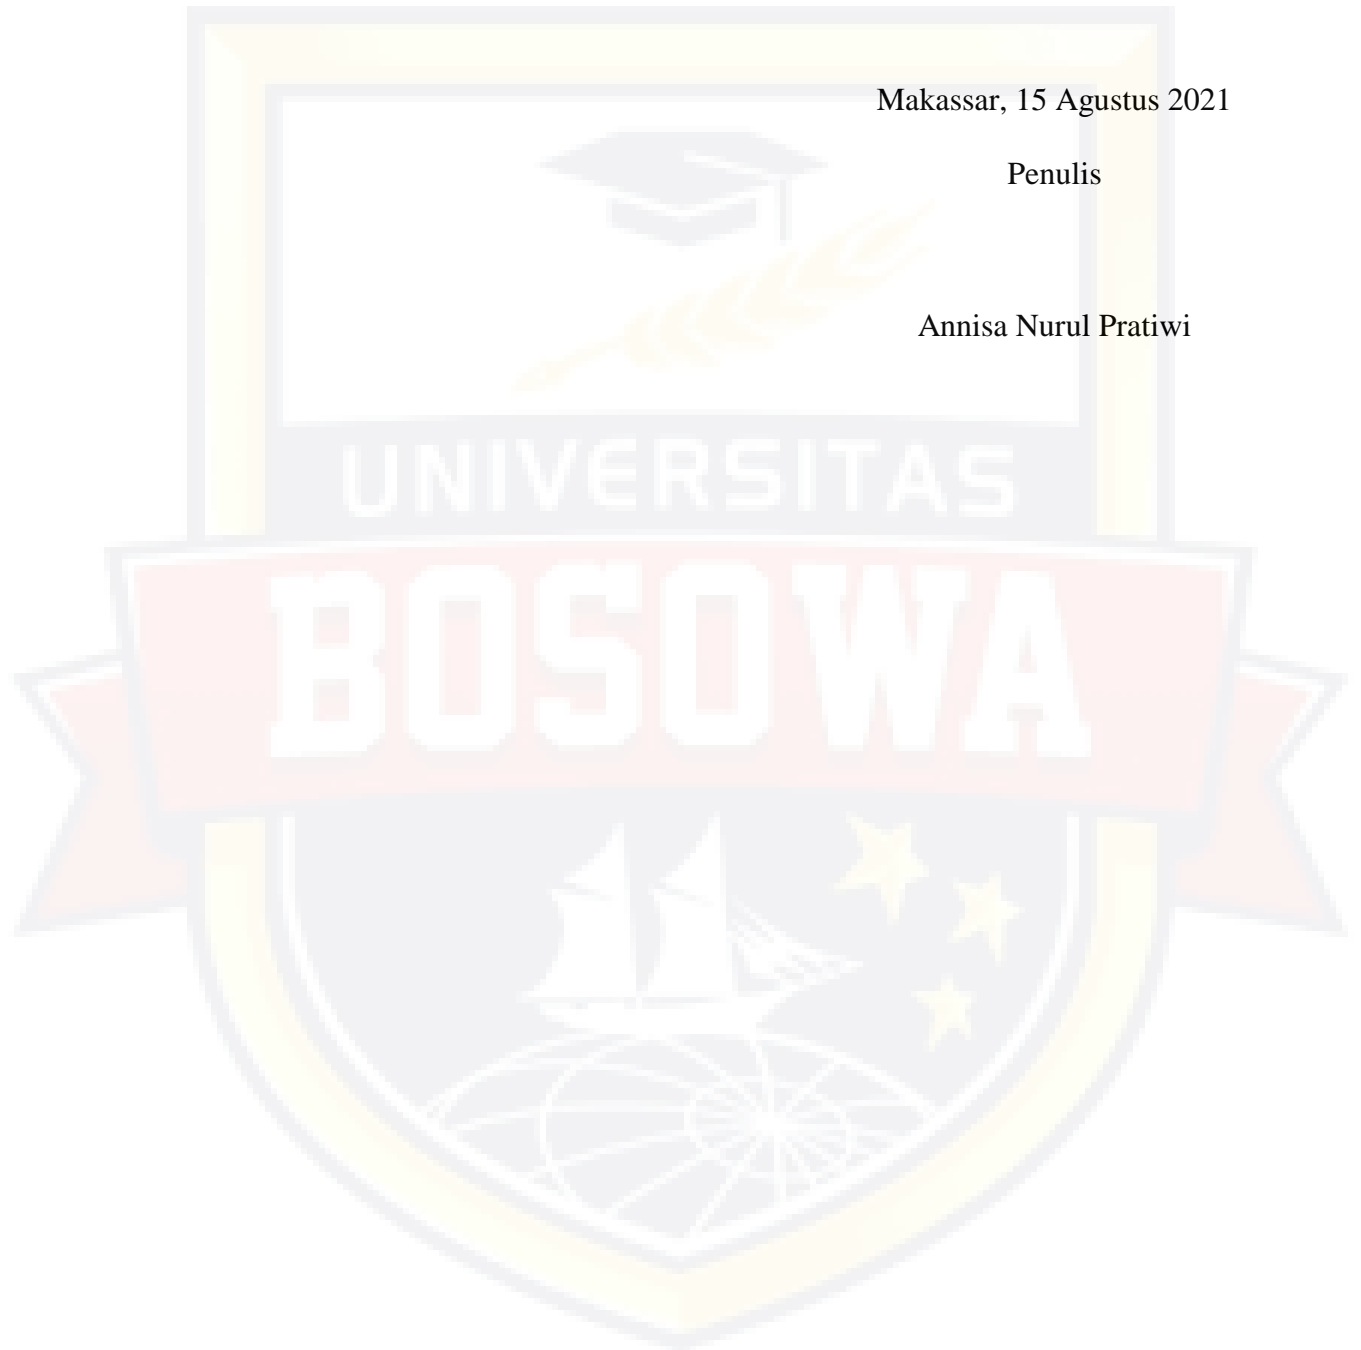 Makassar, 15 Agustus 2021
Penulis
Annisa Nurul Pratiwi
UNIVERSITAS
BOSOWA